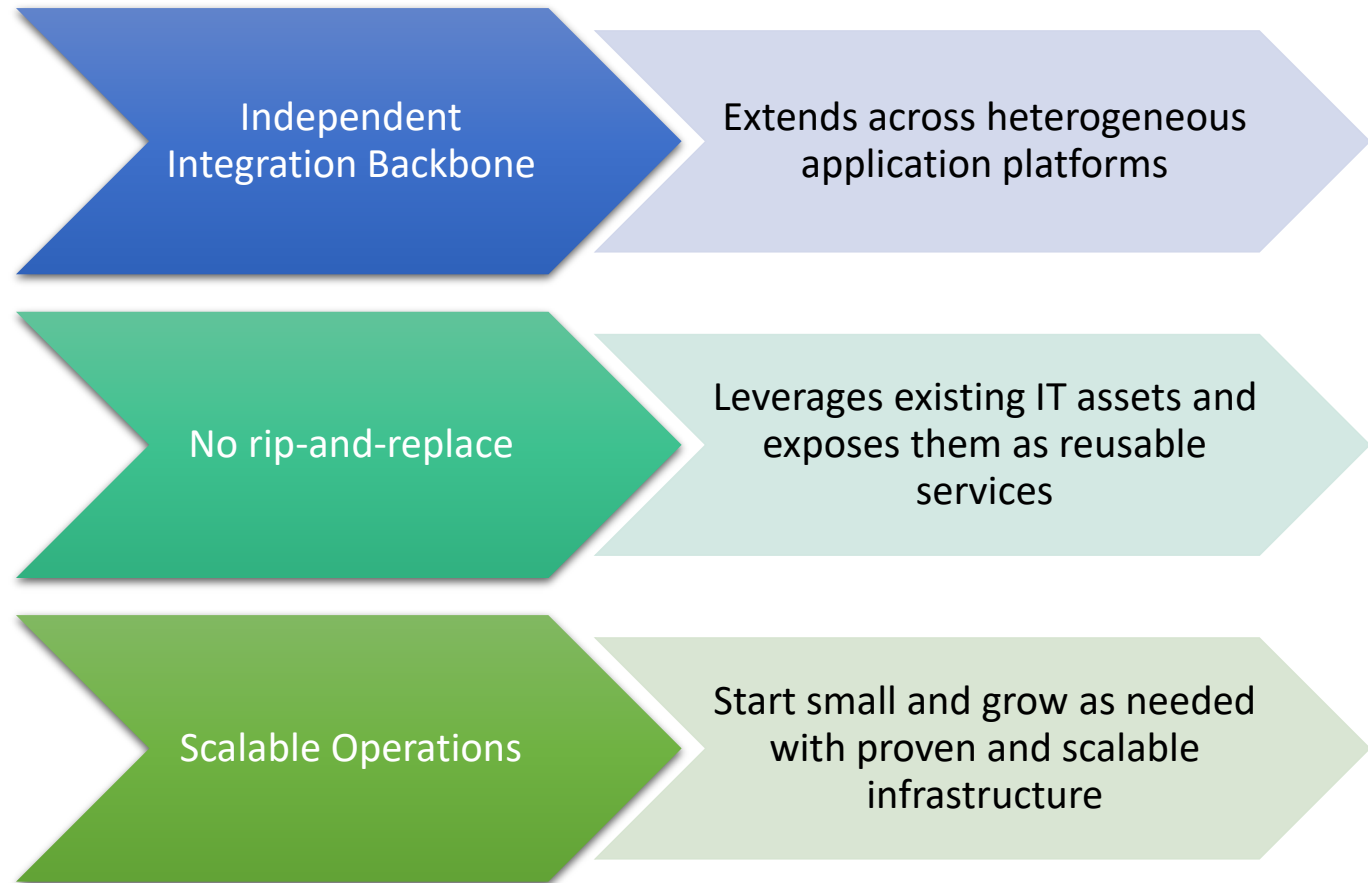 Independent
Integration Backbone
Extends across heterogeneous
application platforms
No rip-and-replace
Leverages existing IT assets and
exposes them as reusable
services
Scalable Operations
Start small and grow as needed
with proven and scalable
infrastructure